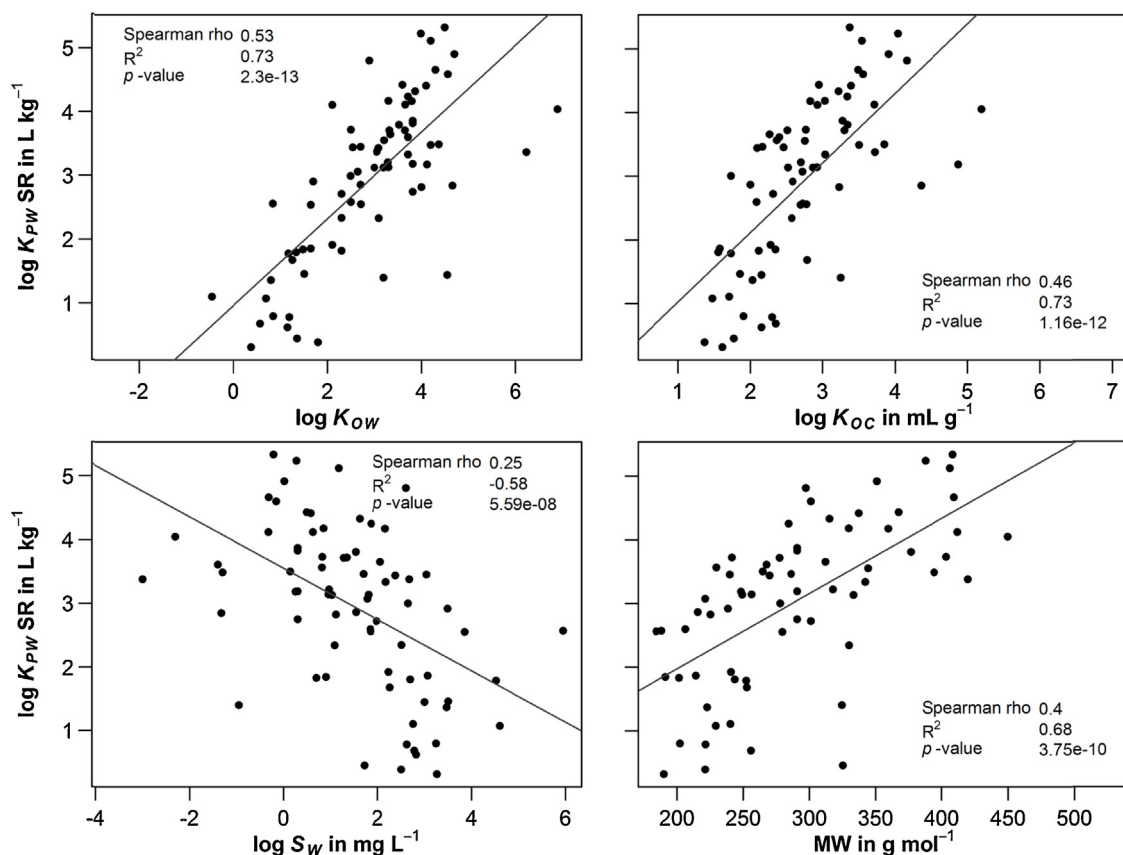 Spearman rho 0.53
R² 0.73
p -value 2.3e-13
5
4
3
2
1
log K_PW SR in L kg⁻¹
-2 0 2 4 6
log K_OW
Spearman rho 0.46
R² 0.73
p -value 1.16e-12
1 2 3 4 5 6 7
log K_OC in mL g⁻¹
Spearman rho 0.25
R² -0.58
p -value 5.59e-08
5
4
3
2
1
log K_PW SR in L kg⁻¹
-4 -2 0 2 4 6
log S_W in mg L⁻¹
Spearman rho 0.4
R² 0.68
p -value 3.75e-10
200 250 300 350 400 450 500
MW in g mol⁻¹